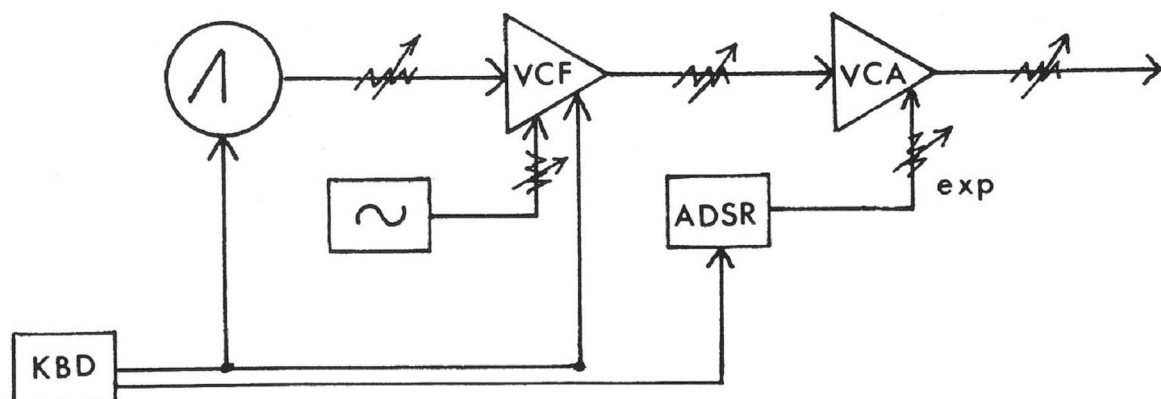 VCF
VCA
exp
ADSR
KBD